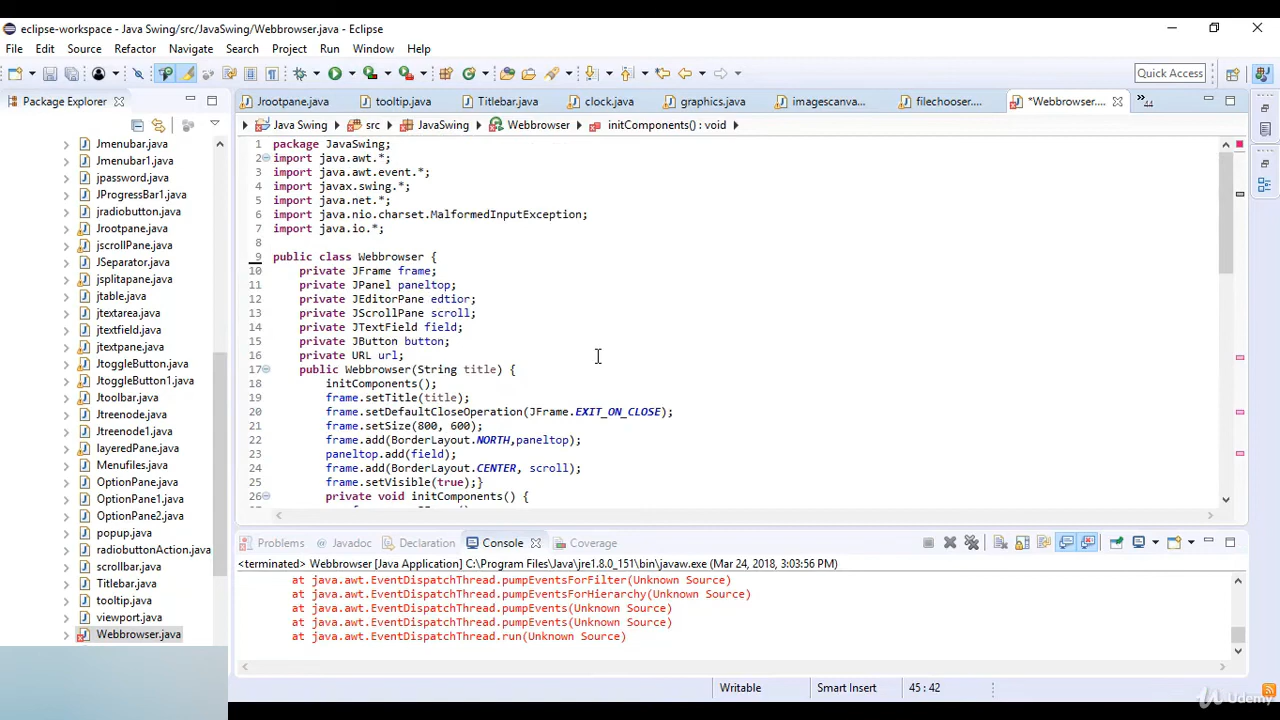 eclipse-workspace - Java Swing/src/JavaSwing/Webbrowser.java - Eclipse
File Edit Source Refactor Navigate Search Project Run Window Help
Quick Access
Package Explorer
Jrootpane.java tooltip.java Titlebar.java clock.java graphics.java imagescanva... filechooser.... *Webbrowser....
Java Swing src JavaSwing Webbrowser initComponents() : void
Jmenubar.java
Jmenubar1.java
jpassword.java
JProgressBar1.java
jradiobutton.java
Jrootpane.java
jscrollPane.java
JSeparator.java
jsplitapane.java
jtable.java
jtextarea.java
jtextfield.java
jtextpane.java
JtoggleButton.java
JtoggleButton1.java
Jtoolbar.java
Jtreenode.java
Jtreenode1.java
layeredPane.java
Menufiles.java
OptionPane.java
OptionPane1.java
OptionPane2.java
popup.java
radiobuttonAction.java
scrollbar.java
Titlebar.java
tooltip.java
viewport.java
Webbrowser.java
1 package JavaSwing;
2 import java.awt.*;
3 import java.awt.event.*;
4 import javax.swing.*;
5 import java.net.*;
6 import java.nio.charset.MalformedInputException;
7 import java.io.*;
8
9 public class Webbrowser {
10 private JFrame frame;
11 private JPanel paneltop;
12 private JEditorPane edtior;
13 private JScrollPane scroll;
14 private JTextField field;
15 private JButton button;
16 private URL url;
17 public Webbrowser(String title) {
18 initComponents();
19 frame.setTitle(title);
20 frame.setDefaultCloseOperation(JFrame.EXIT_ON_CLOSE);
21 frame.setSize(800, 600);
22 frame.add(BorderLayout.NORTH,paneltop);
23 paneltop.add(field);
24 frame.add(BorderLayout.CENTER, scroll);
25 frame.setVisible(true);}
26 private void initComponents() {
Problems Javadoc Declaration Console Coverage
<terminated> Webbrowser [Java Application] C:\Program Files\Java\jre1.8.0_151\bin\javaw.exe (Mar 24, 2018, 3:03:56 PM)
at java.awt.EventDispatchThread.pumpEventsForFilter(Unknown Source)
at java.awt.EventDispatchThread.pumpEventsForHierarchy(Unknown Source)
at java.awt.EventDispatchThread.pumpEvents(Unknown Source)
at java.awt.EventDispatchThread.pumpEvents(Unknown Source)
at java.awt.EventDispatchThread.run(Unknown Source)
Writable Smart Insert 45 : 42
Udemy